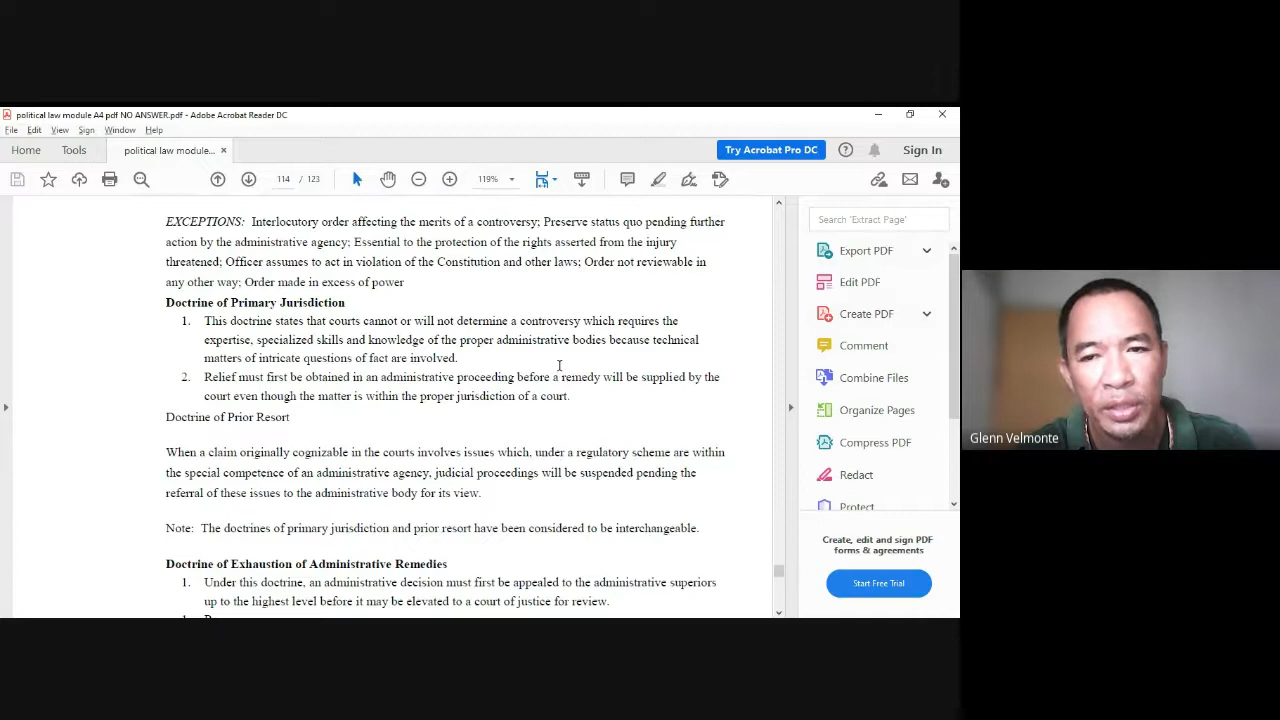 political law module A4 pdf NO ANSWER.pdf - Adobe Acrobat Reader DC
File Edit View Sign Window Help
Home Tools political law module... × Try Acrobat Pro DC Sign In
114 / 123 119%
EXCEPTIONS: Interlocutory order affecting the merits of a controversy; Preserve status quo pending further
action by the administrative agency; Essential to the protection of the rights asserted from the injury
threatened; Officer assumes to act in violation of the Constitution and other laws; Order not reviewable in
any other way; Order made in excess of power
Doctrine of Primary Jurisdiction
1. This doctrine states that courts cannot or will not determine a controversy which requires the
expertise, specialized skills and knowledge of the proper administrative bodies because technical
matters of intricate questions of fact are involved.
2. Relief must first be obtained in an administrative proceeding before a remedy will be supplied by the
court even though the matter is within the proper jurisdiction of a court.
Doctrine of Prior Resort
When a claim originally cognizable in the courts involves issues which, under a regulatory scheme are within
the special competence of an administrative agency, judicial proceedings will be suspended pending the
referral of these issues to the administrative body for its view.
Note: The doctrines of primary jurisdiction and prior resort have been considered to be interchangeable.
Doctrine of Exhaustion of Administrative Remedies
1. Under this doctrine, an administrative decision must first be appealed to the administrative superiors
up to the highest level before it may be elevated to a court of justice for review.
Search 'Extract Page'
Export PDF
Edit PDF
Create PDF
Comment
Combine Files
Organize Pages
Compress PDF
Redact
Protect
Create, edit and sign PDF
forms & agreements
Start Free Trial
Glenn Velmonte